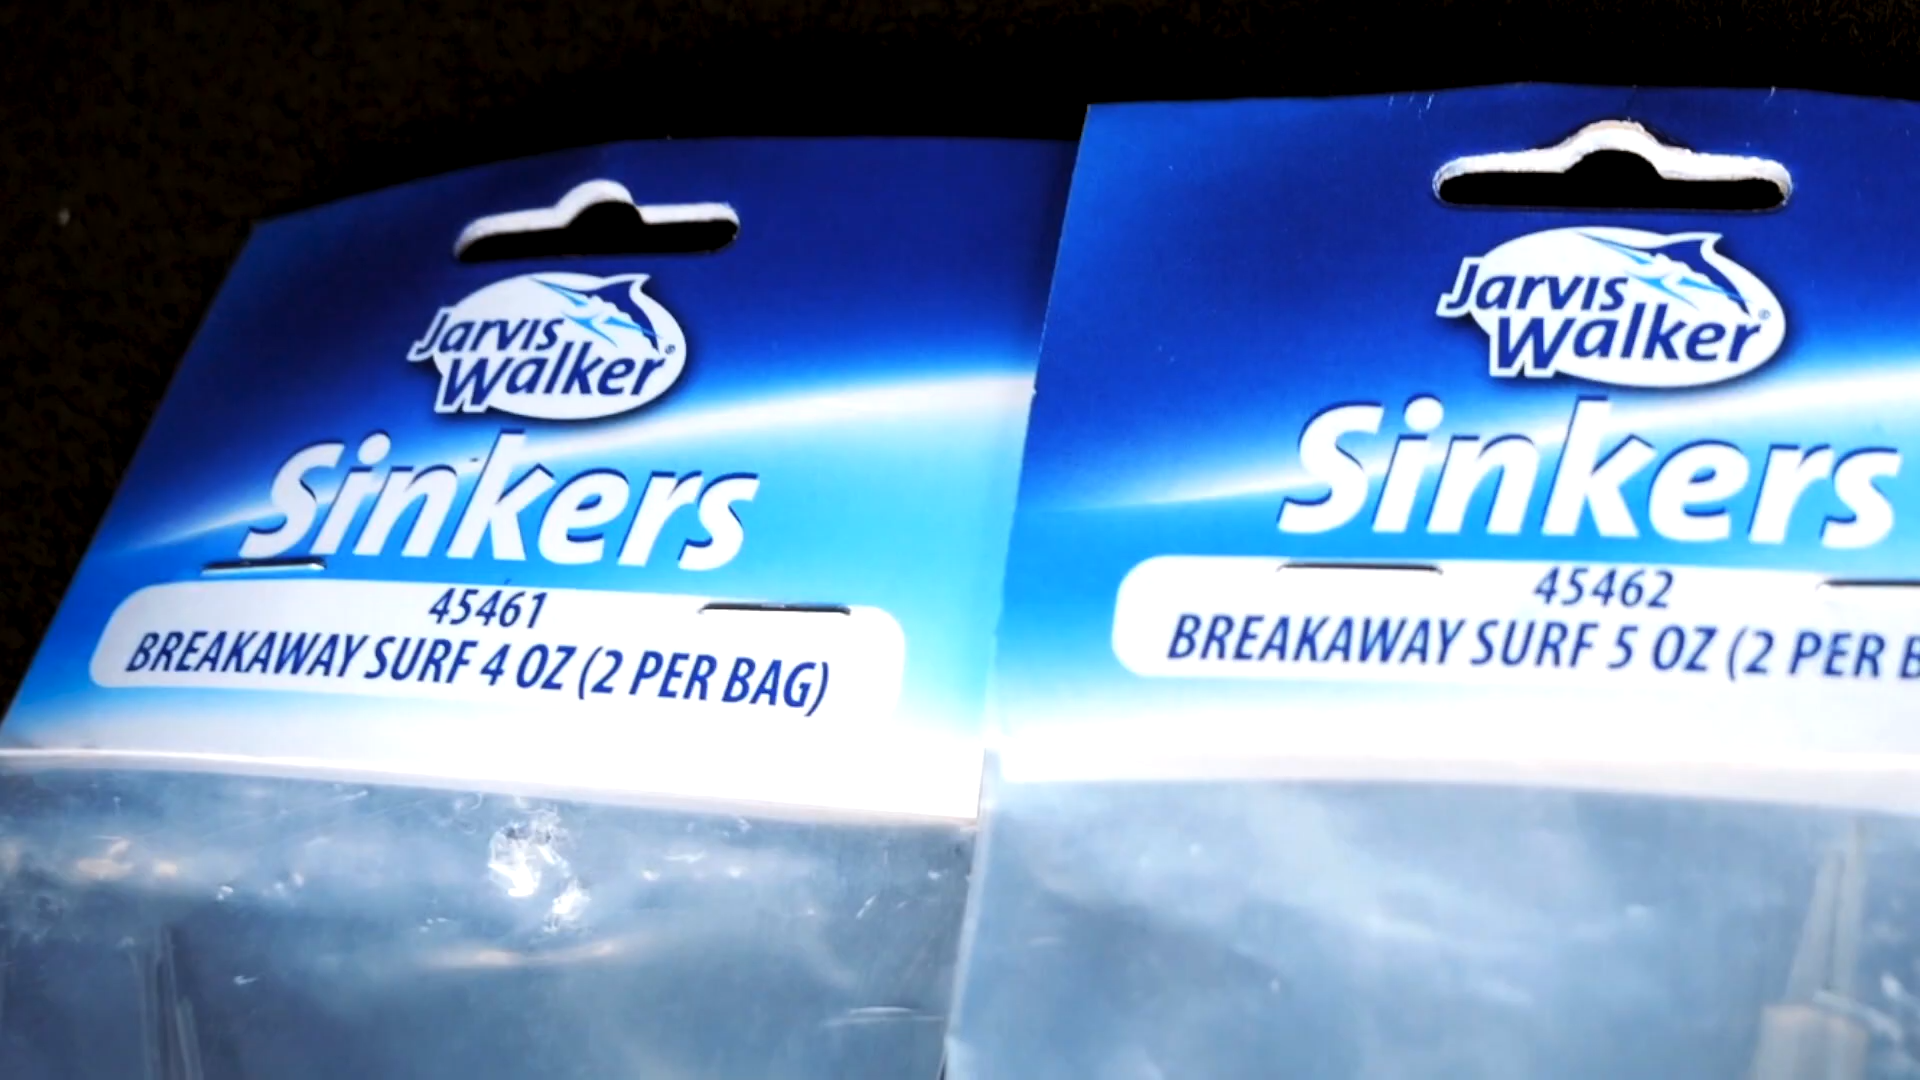 Jarvis
Walker®
Sinkers
45461
BREAKAWAY SURF 4 OZ (2 PER BAG)
Jarvis
Walker®
Sinkers
45462
BREAKAWAY SURF 5 OZ (2 PER